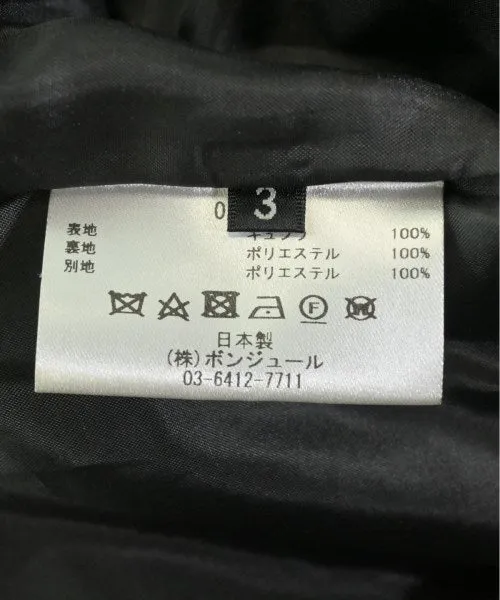 0 3
表地 キュプラ 100%
裏地 ポリエステル 100%
別地 ポリエステル 100%
F W
日本製
(株)ボンジュール
03-6412-7711